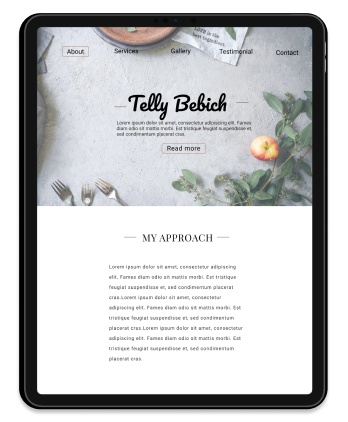 About Services Gallery Testimonial Contact
Telly Bebich
Lorem ipsum dolor sit amet, consectetur adipiscing elit. Fames
diam odio sit mattis morbi. Est tristique feugiat suspendisse et, sed
condimentum placerat cras.
Read more
MY APPROACH
Lorem ipsum dolor sit amet, consectetur adipiscing
elit. Fames diam odio sit mattis morbi. Est tristique
feugiat suspendisse et, sed condimentum placerat
cras.Lorem ipsum dolor sit amet, consectetur
adipiscing elit. Fames diam odio sit mattis morbi. Est
tristique feugiat suspendisse et, sed condimentum
placerat cras.Lorem ipsum dolor sit amet, consectetur
adipiscing elit. Fames diam odio sit mattis morbi. Est
tristique feugiat suspendisse et, sed condimentum
placerat cras.